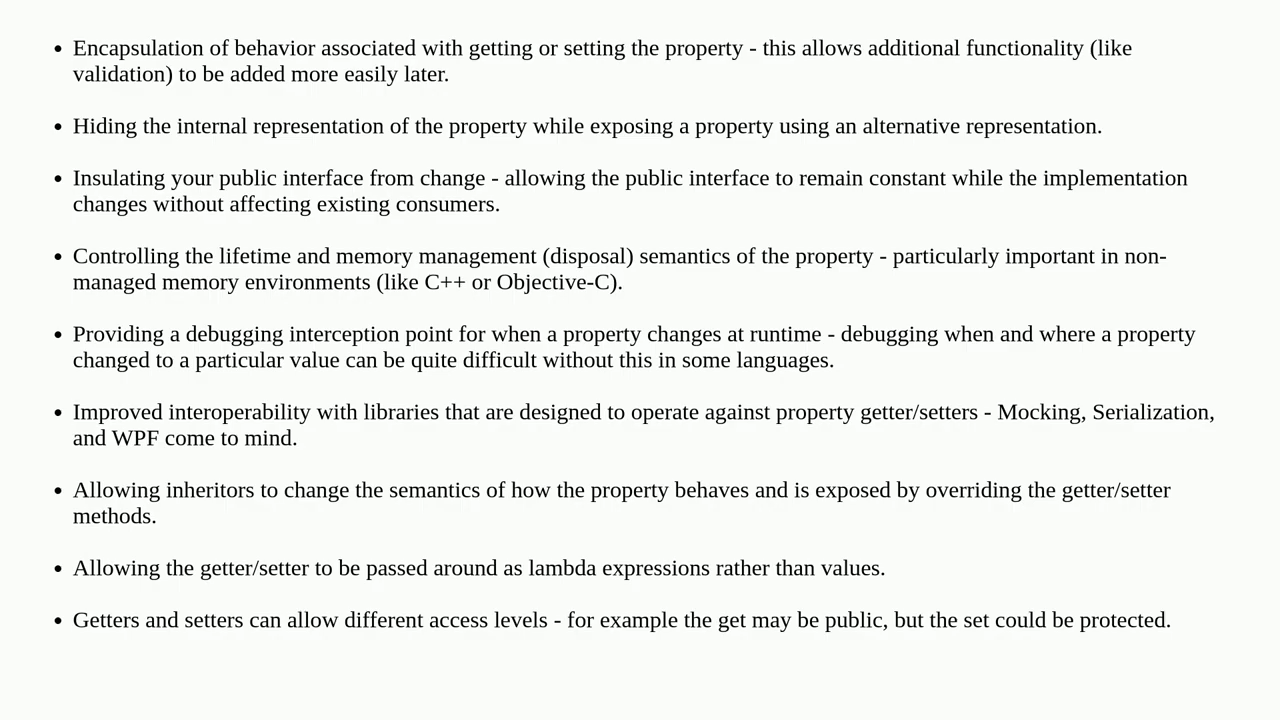 • Encapsulation of behavior associated with getting or setting the property - this allows additional functionality (like
validation) to be added more easily later.
• Hiding the internal representation of the property while exposing a property using an alternative representation.
• Insulating your public interface from change - allowing the public interface to remain constant while the implementation
changes without affecting existing consumers.
• Controlling the lifetime and memory management (disposal) semantics of the property - particularly important in non-
managed memory environments (like C++ or Objective-C).
• Providing a debugging interception point for when a property changes at runtime - debugging when and where a property
changed to a particular value can be quite difficult without this in some languages.
• Improved interoperability with libraries that are designed to operate against property getter/setters - Mocking, Serialization,
and WPF come to mind.
• Allowing inheritors to change the semantics of how the property behaves and is exposed by overriding the getter/setter
methods.
• Allowing the getter/setter to be passed around as lambda expressions rather than values.
• Getters and setters can allow different access levels - for example the get may be public, but the set could be protected.